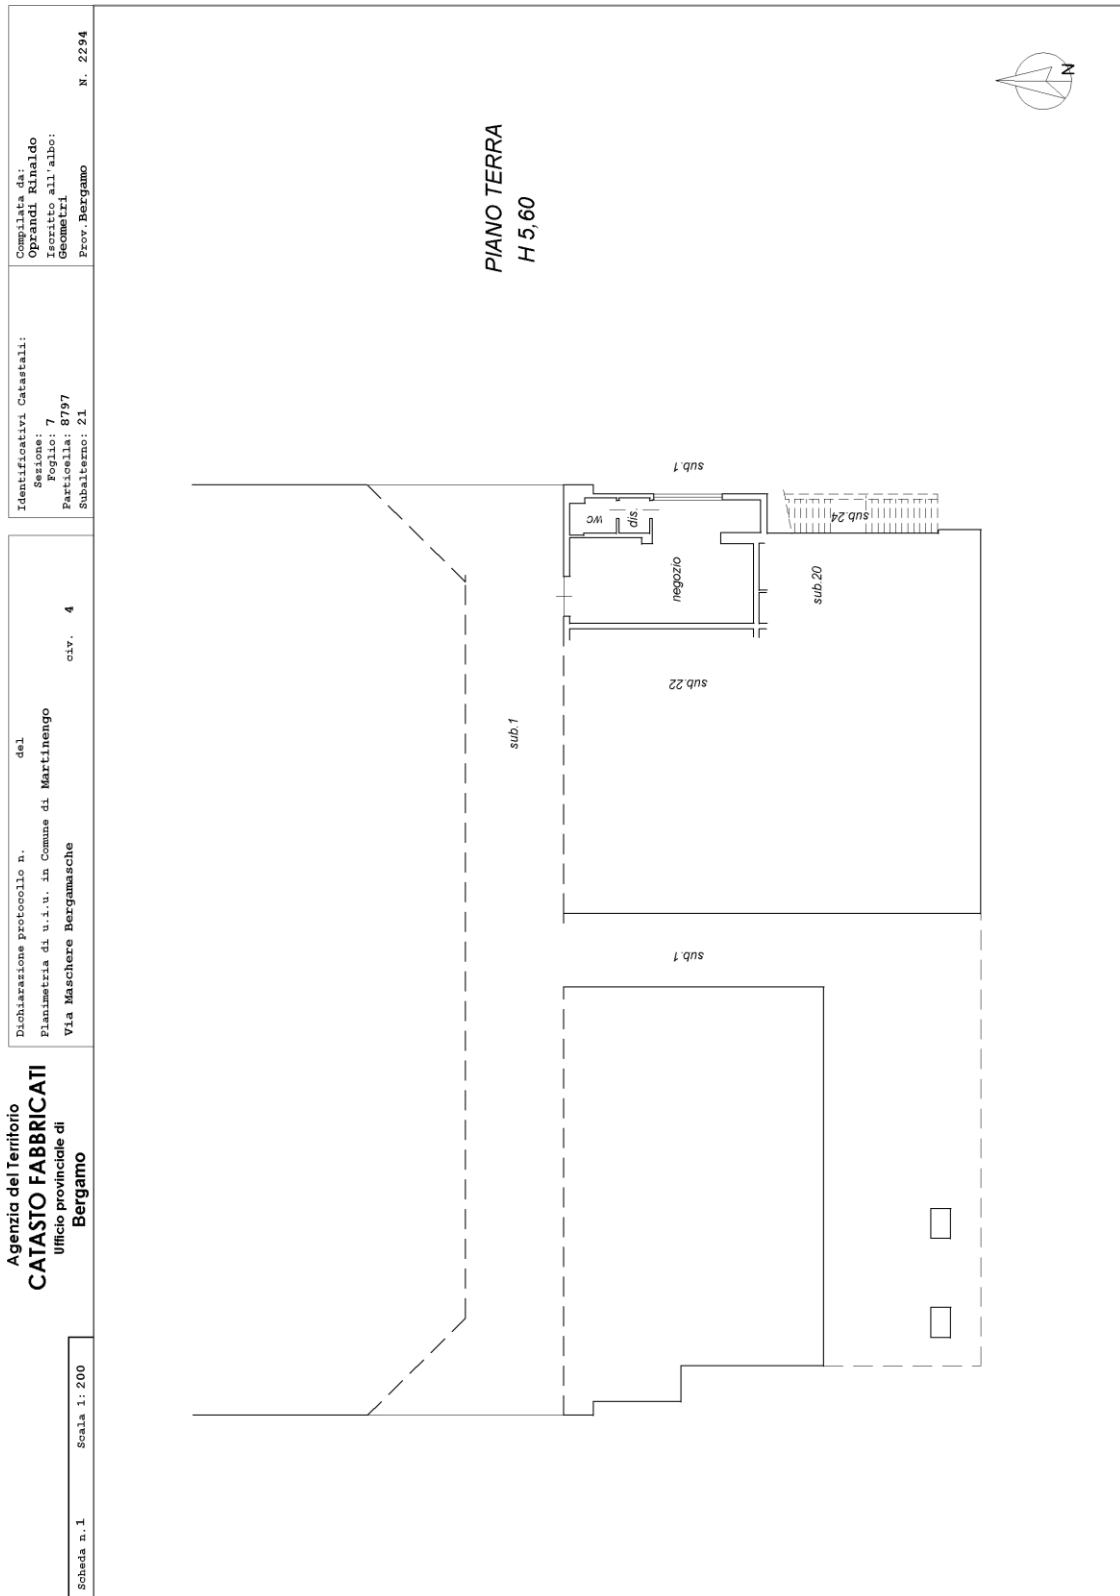 Agenzia del Territorio
CATASTO FABBRICATI
Ufficio provinciale di
Bergamo
Dichiarazione protocollo n. del
Planimetria di u.i.u. in Comune di Martinengo
Via Maschere Bergamasche civ. 4
Identificativi Catastali:
Sezione:
Foglio: 7
Particella: 8797
Subalterno: 21
Compilata da:
Oprandi Rinaldo
Iscritto all'albo:
Geometri
Prov.Bergamo N. 2294
Scheda n.1 Scala 1: 200
PIANO TERRA
H 5,60
N
sub.1
WC
dis.
negozio
sub.24
sub.20
sub.22
sub.1
sub.1